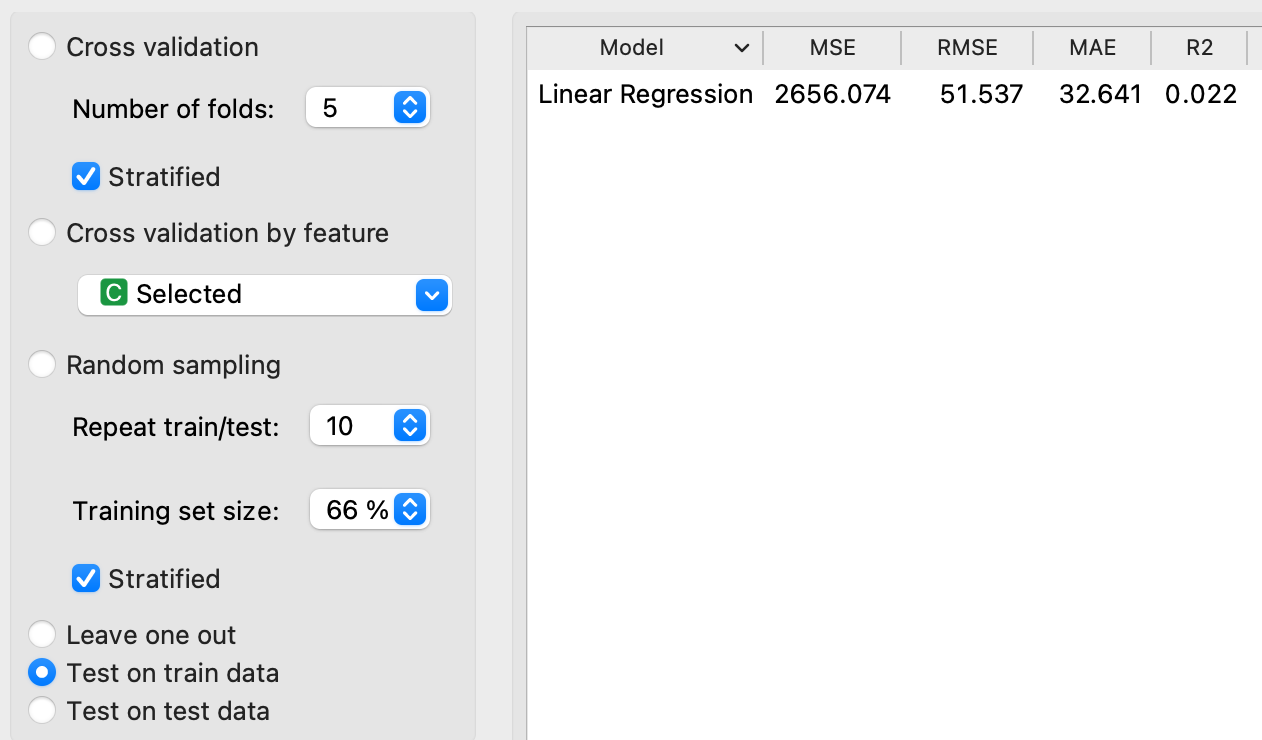 Cross validation
Number of folds: 5
Stratified
Cross validation by feature
C Selected
Random sampling
Repeat train/test: 10
Training set size: 66 %
Stratified
Leave one out
Test on train data
Test on test data
Model MSE RMSE MAE R2
Linear Regression 2656.074 51.537 32.641 0.022